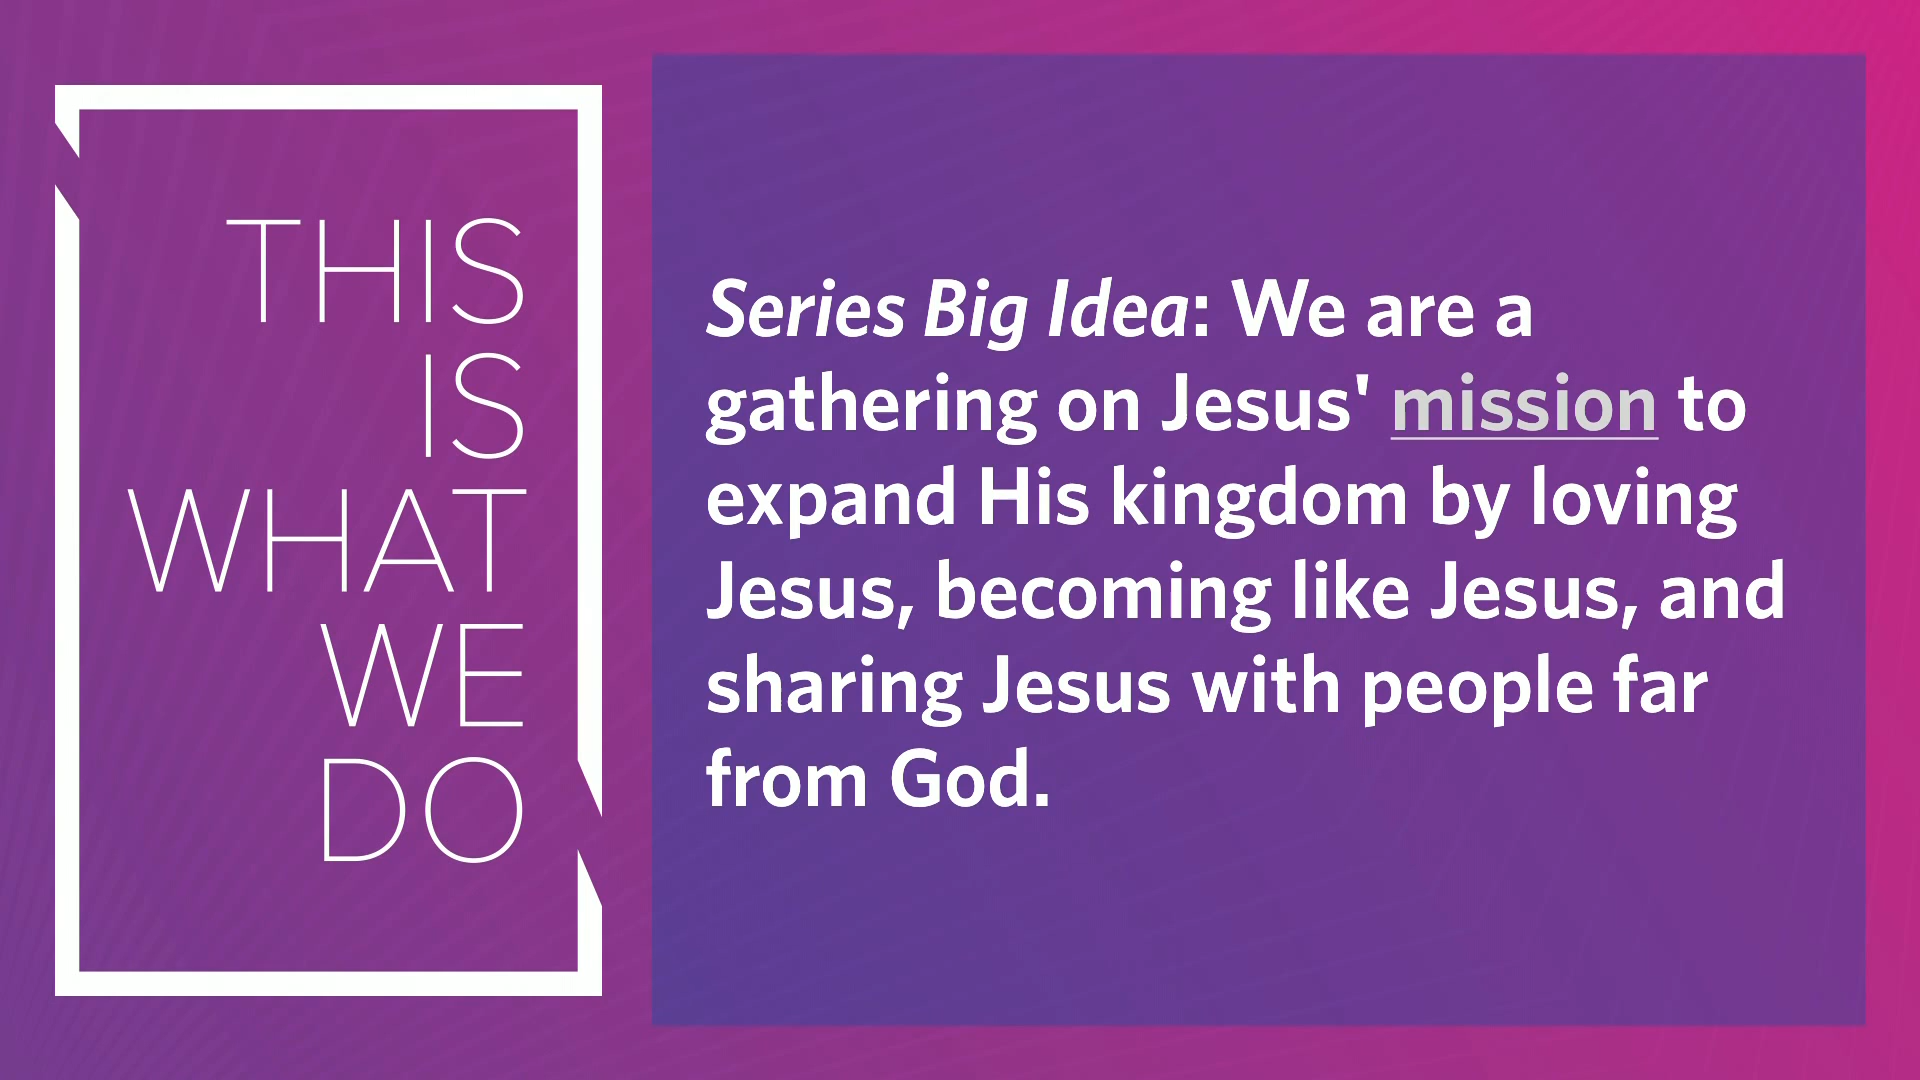 THIS
IS
WHAT
WE
DO
Series Big Idea: We are a
gathering on Jesus' mission to
expand His kingdom by loving
Jesus, becoming like Jesus, and
sharing Jesus with people far
from God.